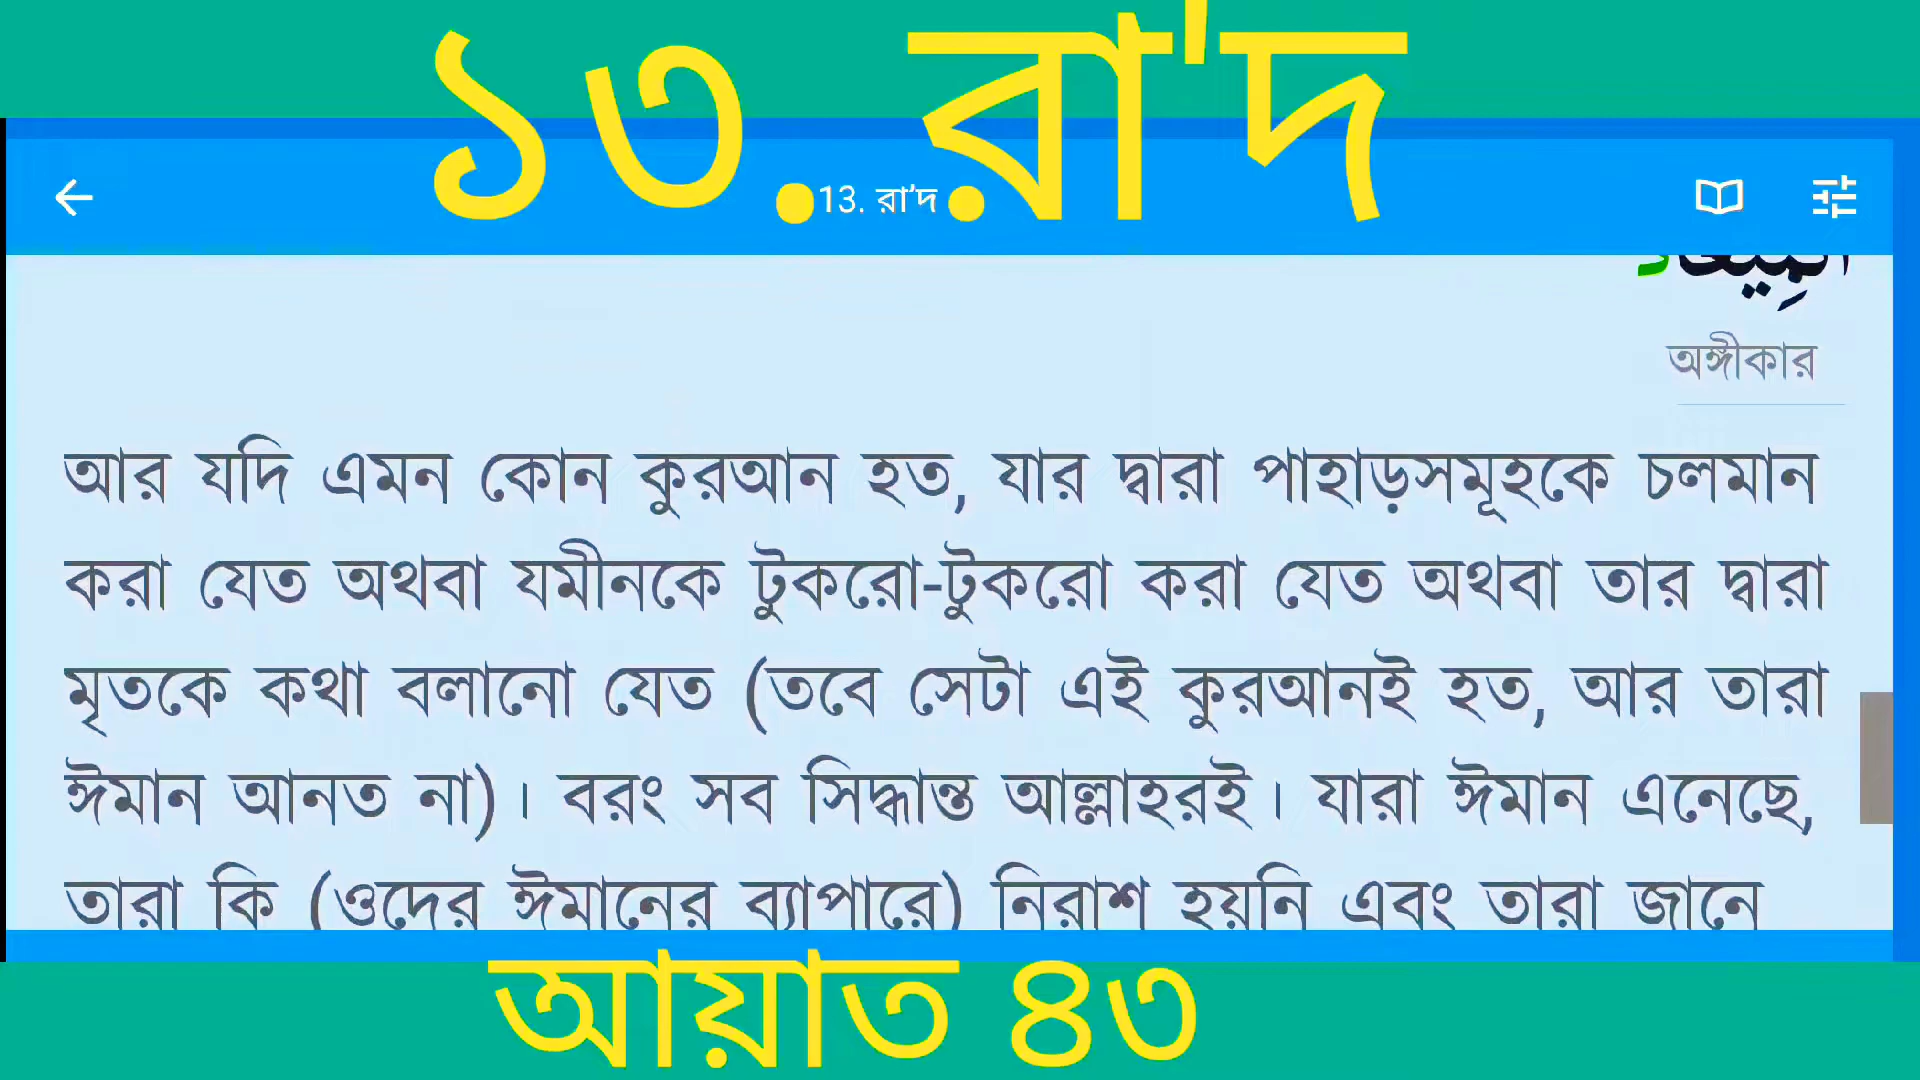 ১৩. রা'দ
13. রা'দ
অঙ্গীকার
আর যদি এমন কোন কুরআন হত, যার দ্বারা পাহাড়সমূহকে চলমান
করা যেত অথবা যমীনকে টুকরো-টুকরো করা যেত অথবা তার দ্বারা
মৃতকে কথা বলানো যেত (তবে সেটা এই কুরআনই হত, আর তারা
ঈমান আনত না)। বরং সব সিদ্ধান্ত আল্লাহরই। যারা ঈমান এনেছে,
তারা কি (ওদের ঈমানের ব্যাপারে) নিরাশ হয়নি এবং তারা জানে
আয়াত ৪৩